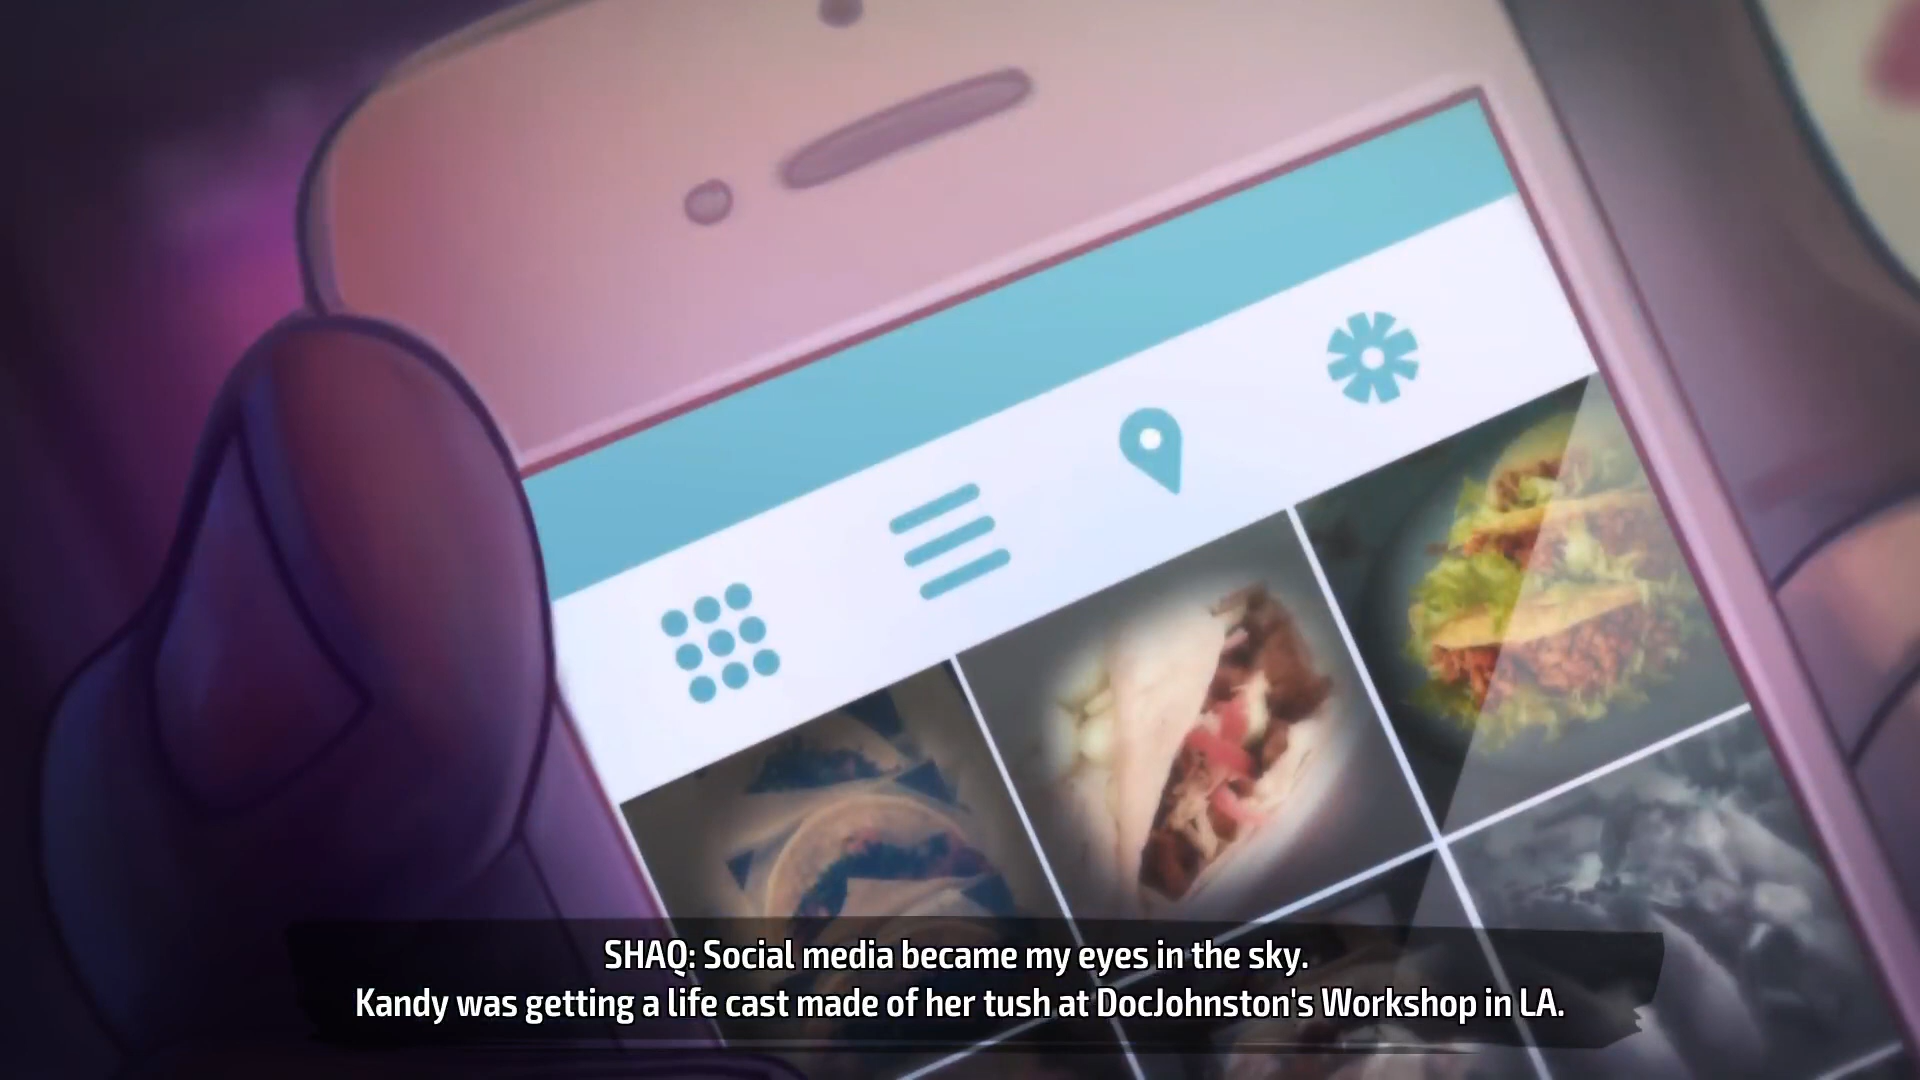 SHAQ: Social media became my eyes in the sky.
Kandy was getting a life cast made of her tush at DocJohnston's Workshop in LA.